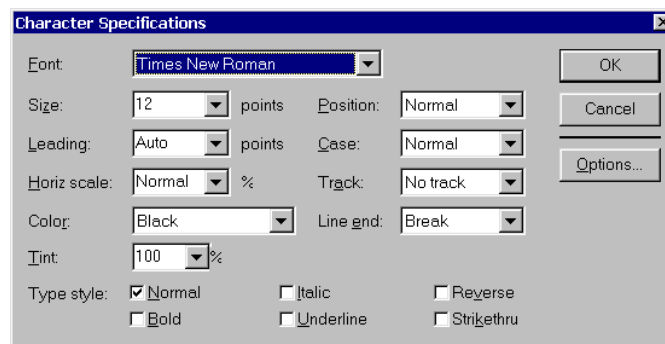 Character Specifications
Font: Times New Roman OK
Size: 12 points Position: Normal Cancel
Leading: Auto points Case: Normal
Horiz scale: Normal % Track: No track Options...
Color: Black Line end: Break
Tint: 100 %
Type style: Normal Italic Reverse
Bold Underline Strikethru